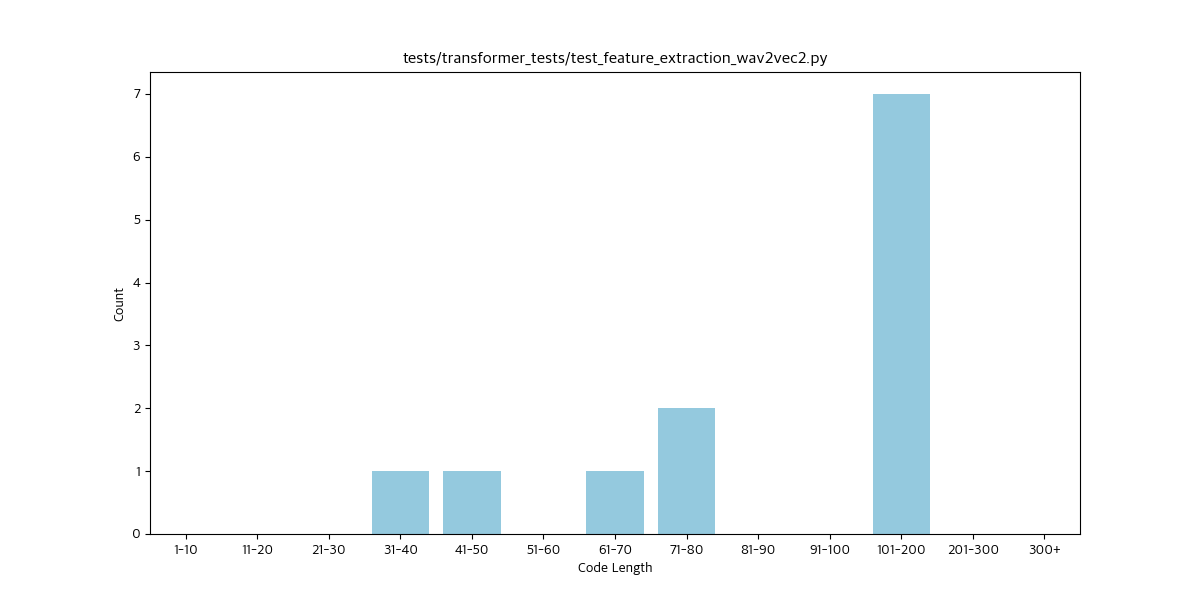 tests/transformer_tests/test_feature_extraction_wav2vec2.py
7
6
5
4
3
2
1
0
Count
1-10 11-20 21-30 31-40 41-50 51-60 61-70 71-80 81-90 91-100 101-200 201-300 300+
Code Length